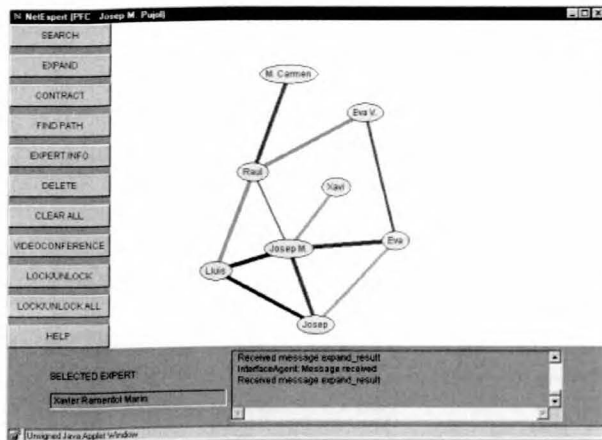 NetExpert (PFC Josep M. Pujol)
SEARCH
EXPAND
CONTRACT
FIND PATH
EXPERT INFO
DELETE
CLEAR ALL
VIDEOCONFERENCE
LOCK/UNLOCK
LOCK/UNLOCK ALL
HELP
M. Carmen
Eva V.
Raul
Xavi
Josep M.
Eva
Lluis
Josep
SELECTED EXPERT
Xavier Ramentol Marin
Received message expand_result
InterfaceAgent: Message received
Received message expand_result
Unsigned Java Applet Window